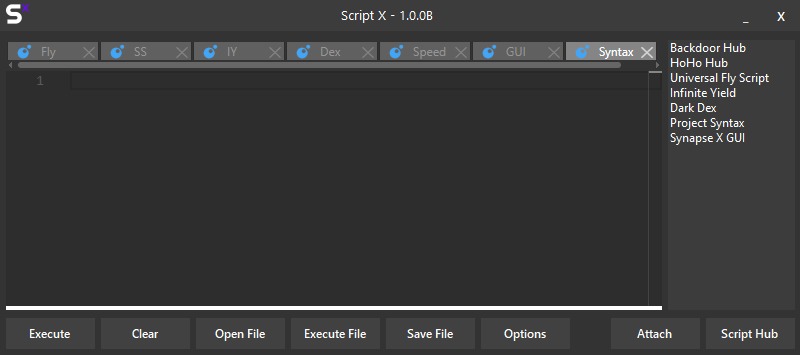 S
Script X - 1.0.0B
_ X
Fly SS IY Dex Speed GUI Syntax
1
Backdoor Hub
HoHo Hub
Universal Fly Script
Infinite Yield
Dark Dex
Project Syntax
Synapse X GUI
Execute Clear Open File Execute File Save File Options Attach Script Hub